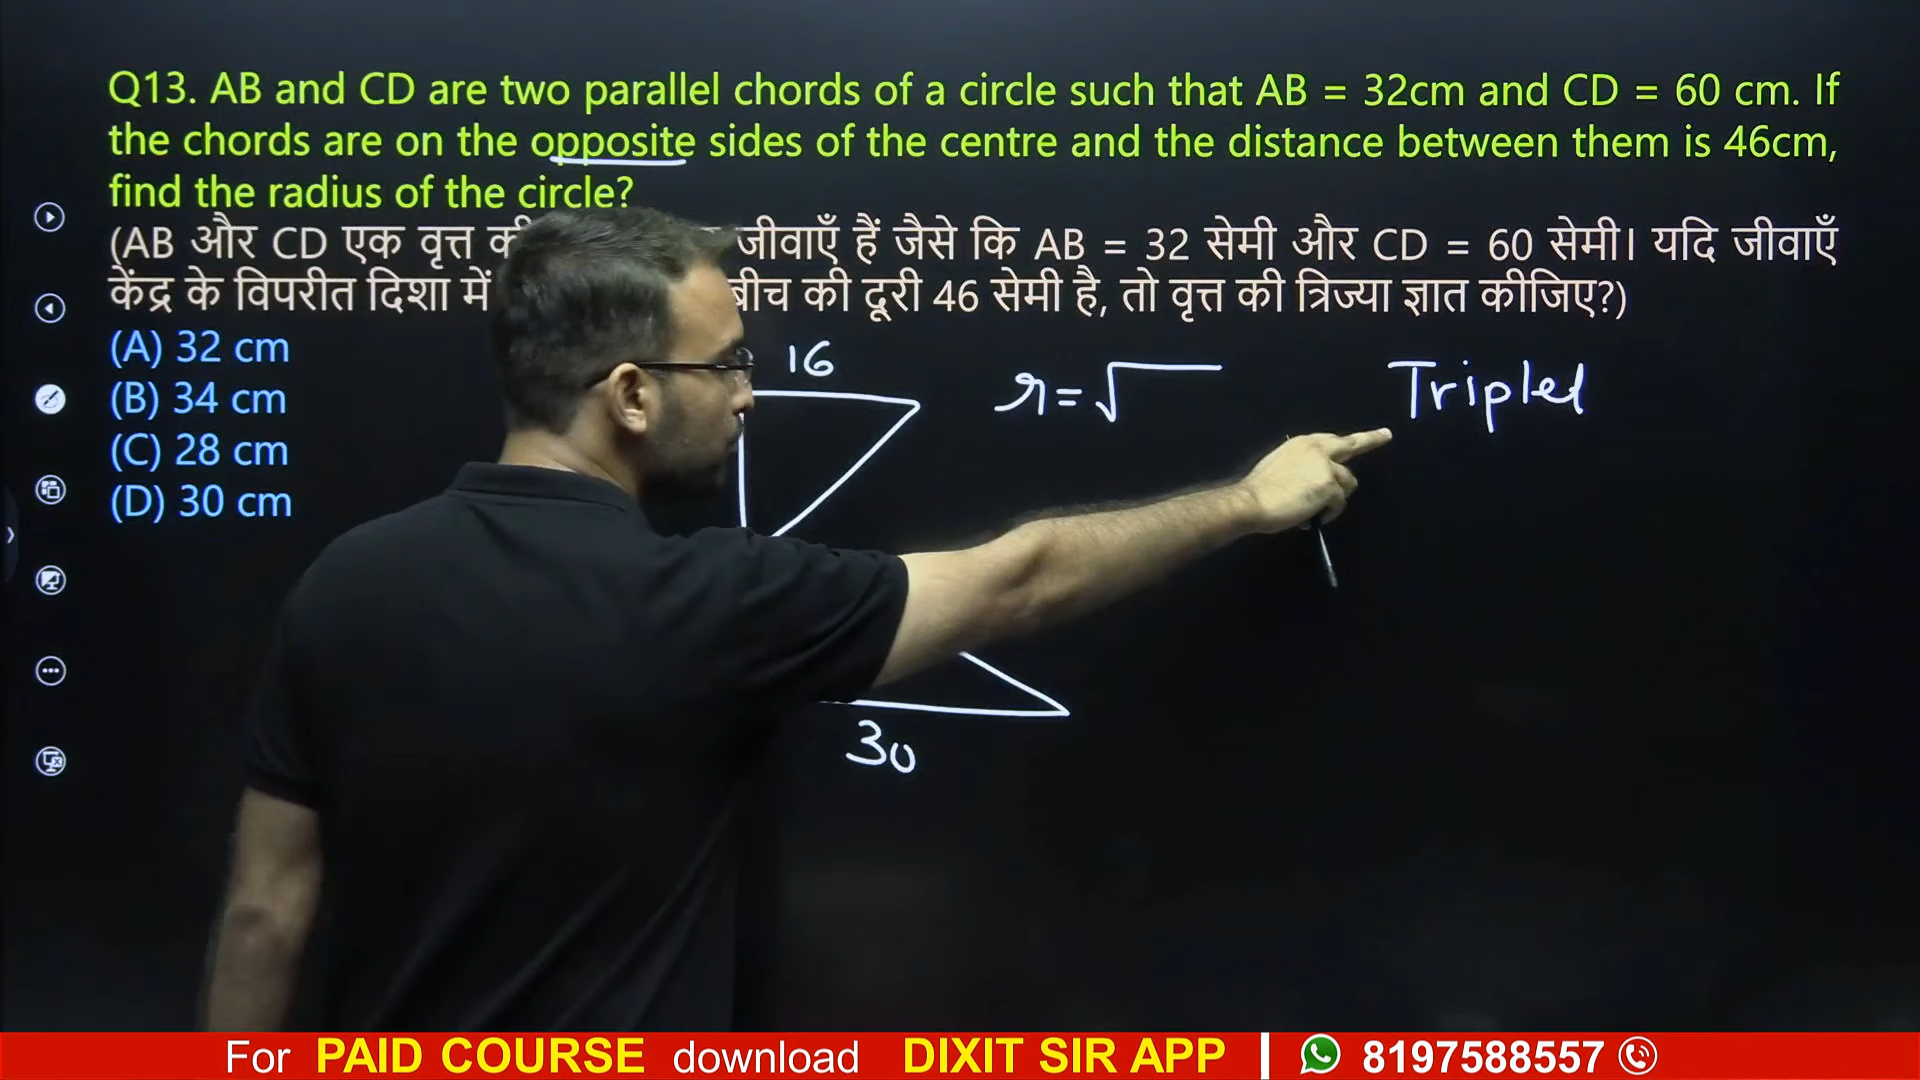 Q13. AB and CD are two parallel chords of a circle such that AB = 32cm and CD = 60 cm. If
the chords are on the opposite sides of the centre and the distance between them is 46cm,
find the radius of the circle?
(AB और CD एक वृत्त की जीवाएँ हैं जैसे कि AB = 32 सेमी और CD = 60 सेमी। यदि जीवाएँ
केंद्र के विपरीत दिशा में बीच की दूरी 46 सेमी है, तो वृत्त की त्रिज्या ज्ञात कीजिए?)
(A) 32 cm
(B) 34 cm
(C) 28 cm
(D) 30 cm
16
r = √
Triplet
30
For PAID COURSE download DIXIT SIR APP | 8197588557